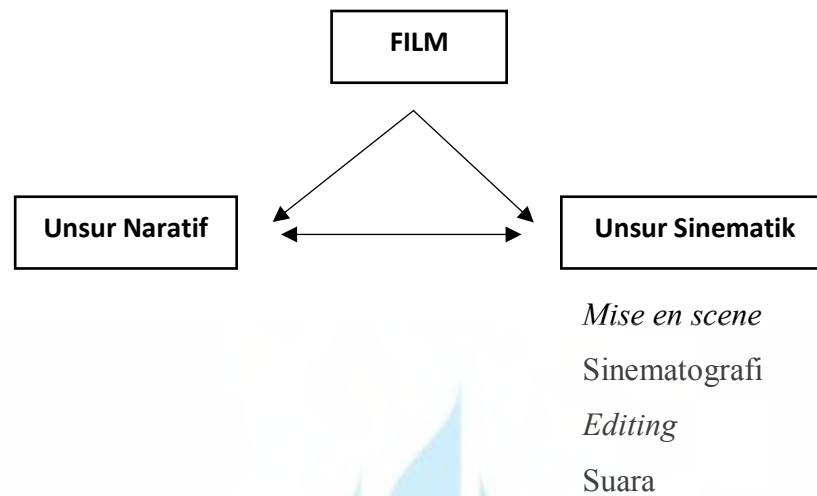 FILM
Unsur Naratif
Unsur Sinematik
Mise en scene
Sinematografi
Editing
Suara